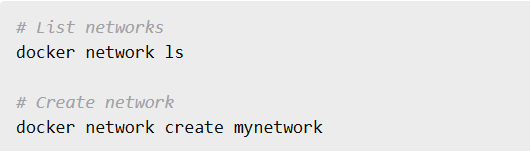 # List networks
docker network ls
# Create network
docker network create mynetwork